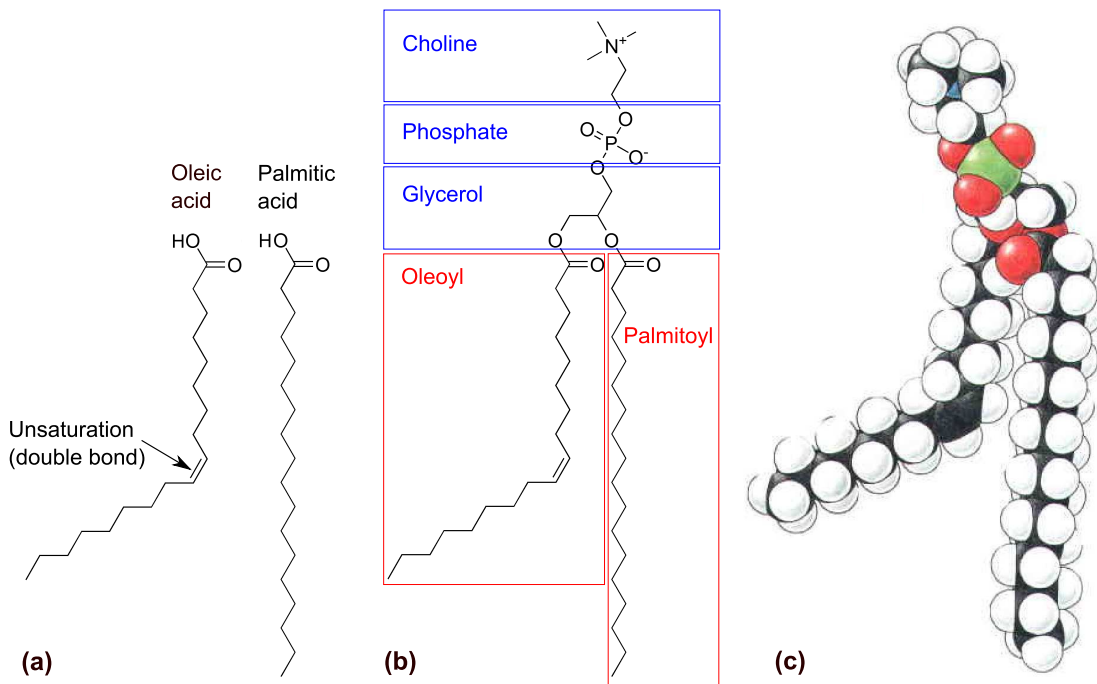 Oleic
acid
Palmitic
acid
HO
O
HO
O
Unsaturation
(double bond)
(a)
Choline
N+
Phosphate
O
O
P
O-
O
Glycerol
O
O
O
O
Oleoyl
Palmitoyl
(b)
(c)